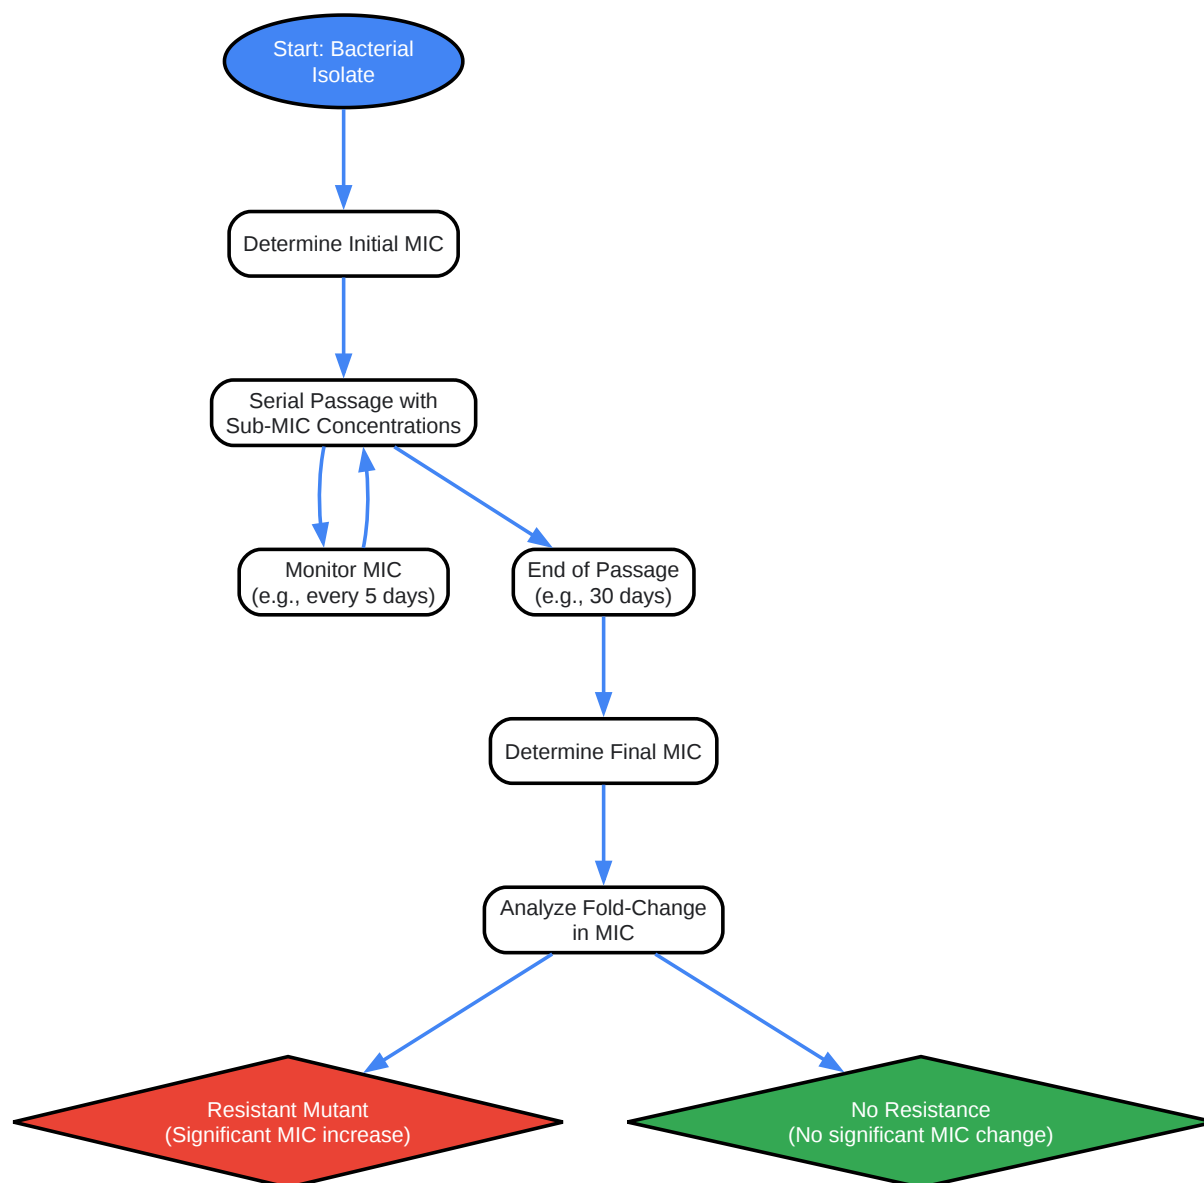 Start: Bacterial
Isolate
Determine Initial MIC
Serial Passage with
Sub-MIC Concentrations
Monitor MIC
(e.g., every 5 days)
End of Passage
(e.g., 30 days)
Determine Final MIC
Analyze Fold-Change
in MIC
Resistant Mutant
(Significant MIC increase)
No Resistance
(No significant MIC change)